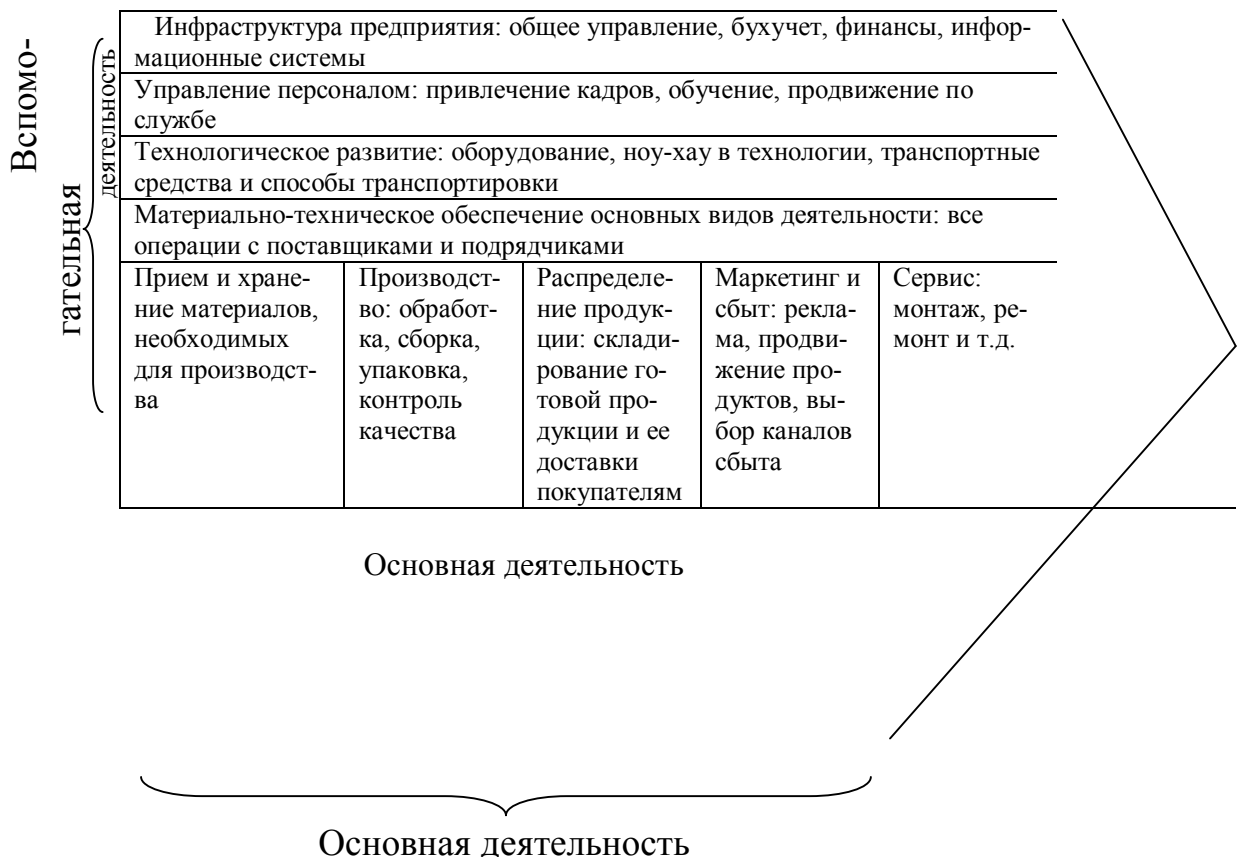 Вспомо-
гательная
деятельность
Инфраструктура предприятия: общее управление, бухучет, финансы, инфор-
мационные системы
Управление персоналом: привлечение кадров, обучение, продвижение по
службе
Технологическое развитие: оборудование, ноу-хау в технологии, транспортные
средства и способы транспортировки
Материально-техническое обеспечение основных видов деятельности: все
операции с поставщиками и подрядчиками
Прием и хране-
ние материалов,
необходимых
для производст-
ва
Производст-
во: обработ-
ка, сборка,
упаковка,
контроль
качества
Распределе-
ние продук-
ции: склади-
рование го-
товой про-
дукции и ее
доставки
покупателям
Маркетинг и
сбыт: рекла-
ма, продви-
жение про-
дуктов, вы-
бор каналов
сбыта
Сервис:
монтаж, ре-
монт и т.д.
Основная деятельность
Основная деятельность